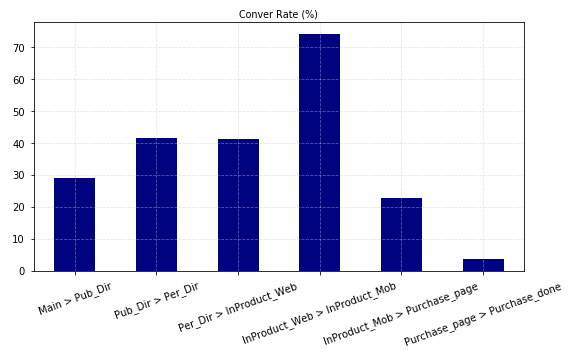 Conver Rate (%)
70
60
50
40
30
20
10
0
Main > Pub_Dir
Pub_Dir > Per_Dir
Per_Dir > InProduct_Web
InProduct_Web > InProduct_Mob
InProduct_Mob > Purchase_page
Purchase_page > Purchase_done